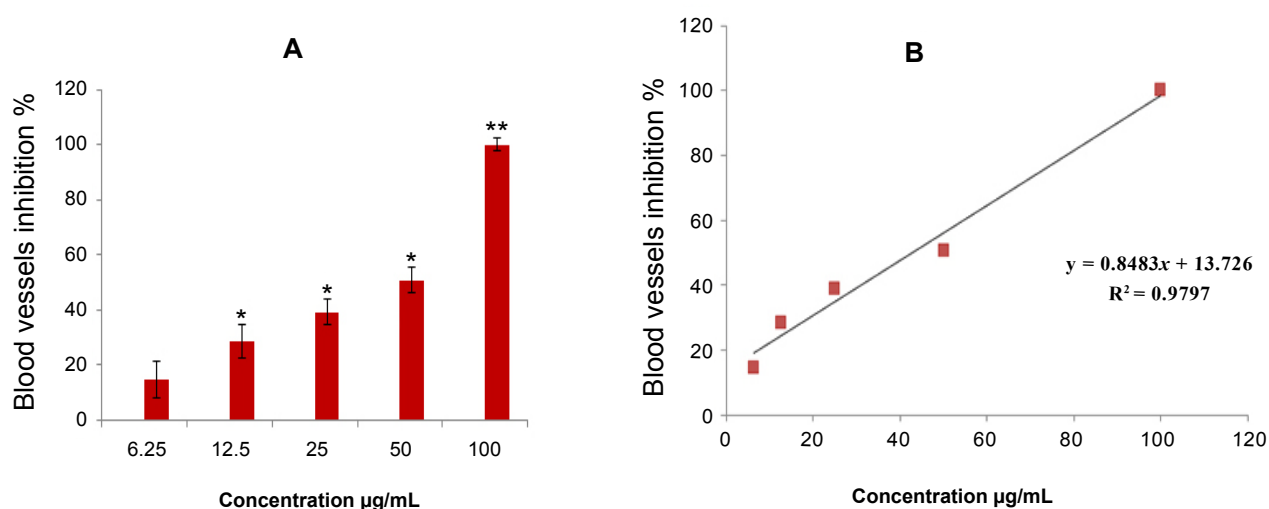 A
Blood vessels inhibition %
120
100
80
60
40
20
0
*
*
*
**
6.25 12.5 25 50 100
Concentration µg/mL
B
Blood vessels inhibition %
120
100
80
60
40
20
0
y = 0.8483x + 13.726
R² = 0.9797
0 20 40 60 80 100 120
Concentration µg/mL